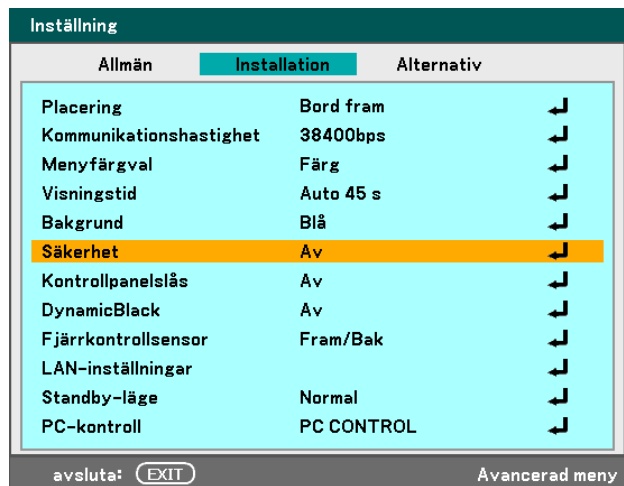 Inställning
Allmän Installation Alternativ
Placering Bord fram
Kommunikationshastighet 38400bps
Menyfärgval Färg
Visningstid Auto 45 s
Bakgrund Blå
Säkerhet Av
Kontrollpanelslås Av
DynamicBlack Av
Fjärrkontrollsensor Fram/Bak
LAN-inställningar
Standby-läge Normal
PC-kontroll PC CONTROL
avsluta: EXIT Avancerad meny